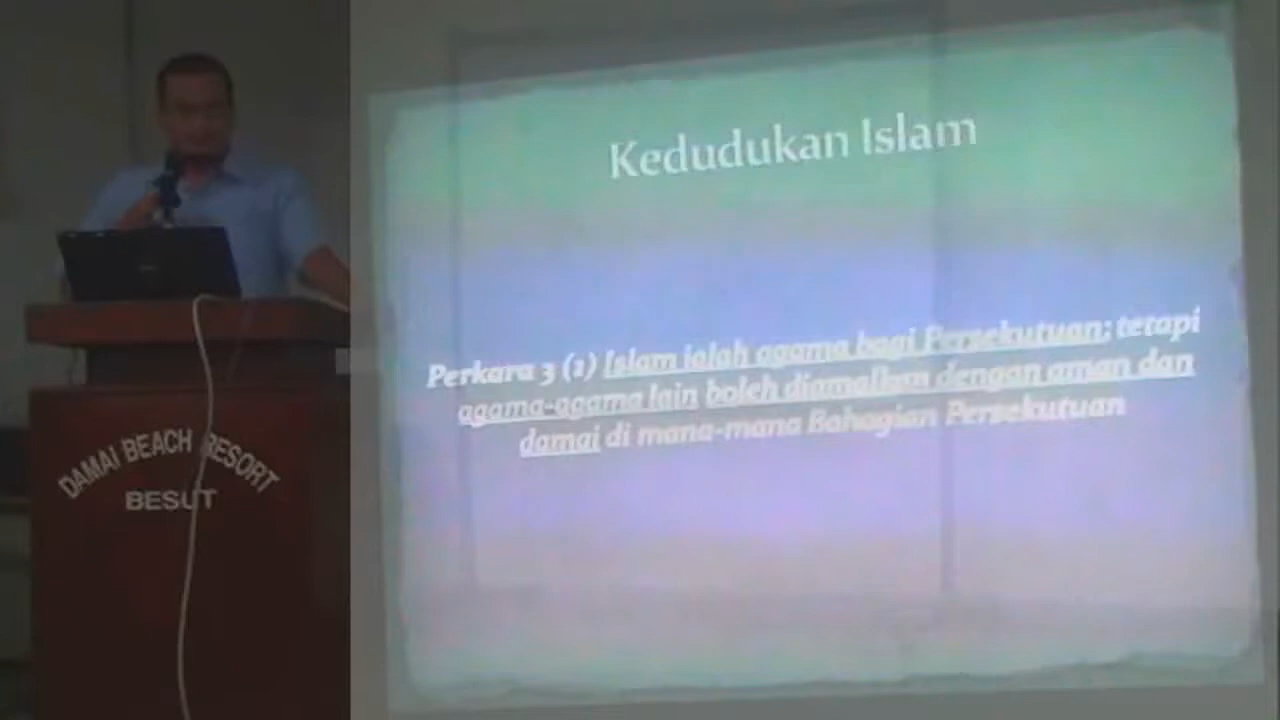 Kedudukan Islam
Perkara 3 (1) Islam ialah agama bagi Persekutuan; tetapi
agama-agama lain boleh diamalkan dengan aman dan
damai di mana-mana Bahagian Persekutuan
DAMAI BEACH RESORT
BESUT